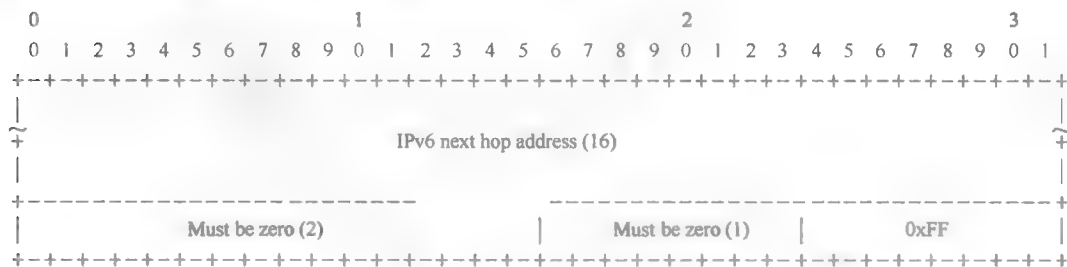 0 1 2 3
0 1 2 3 4 5 6 7 8 9 0 1 2 3 4 5 6 7 8 9 0 1 2 3 4 5 6 7 8 9 0 1
+-+-+-+-+-+-+-+-+-+-+-+-+-+-+-+-+-+-+-+-+-+-+-+-+-+-+-+-+-+-+-+-+
| |
~ ~
+ IPv6 next hop address (16) +
| |
+------------------------- --------------------------------+
| Must be zero (2) | Must be zero (1) | 0xFF |
+-+-+-+-+-+-+-+-+-+-+-+-+-+-+-+-+-+-+-+-+-+-+-+-+-+-+-+-+-+-+-+-+